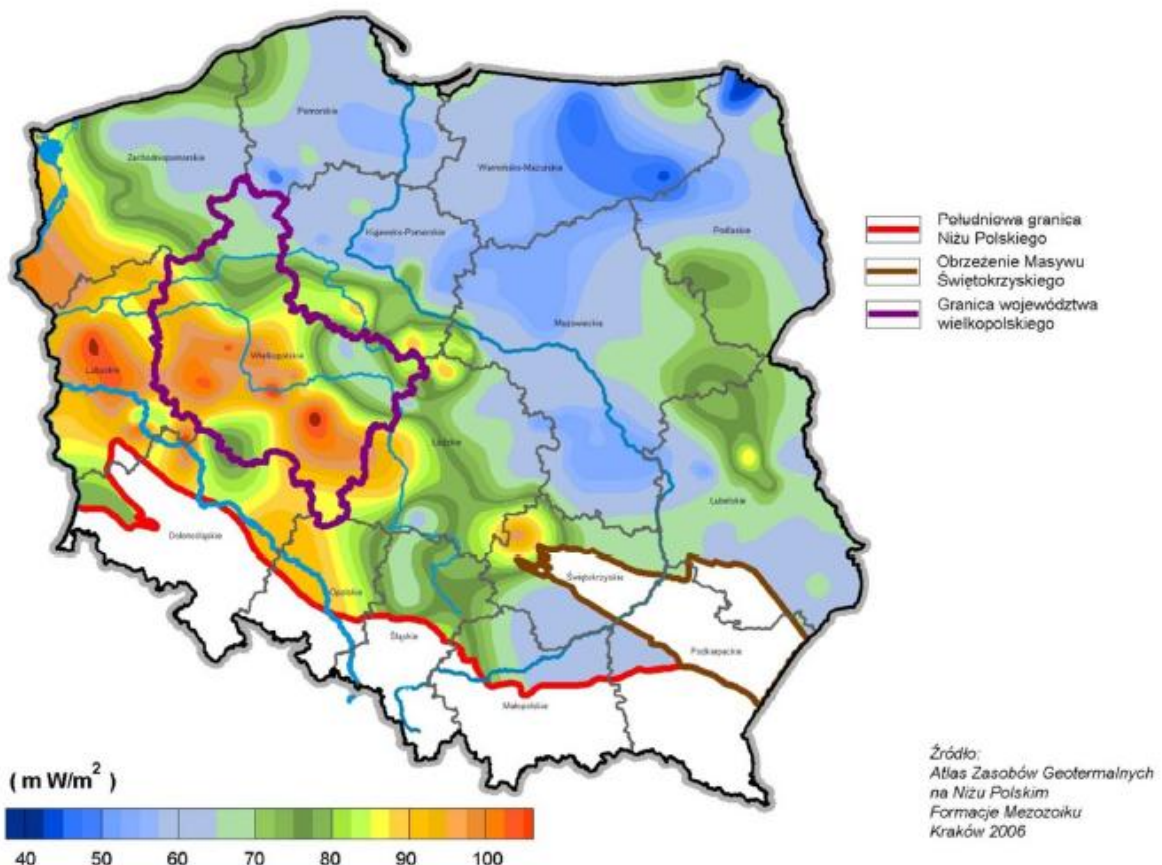 Pomorskie
Zachodniopomorskie
Warmińsko-Mazurskie
Kujawsko-Pomorskie
Podlaskie
Mazowieckie
Wielkopolskie
Lubuskie
Łódzkie
Lubelskie
Dolnośląskie
Opolskie
Śląskie
Świętokrzyskie
Podkarpackie
Małopolskie
Południowa granica
Niżu Polskiego
Obrzeżenie Masywu
Świętokrzyskiego
Granica województwa
wielkopolskiego
( m W/m² )
40 50 60 70 80 90 100
Źródło:
Atlas Zasobów Geotermalnych
na Niżu Polskim
Formacje Mezozoiku
Kraków 2006